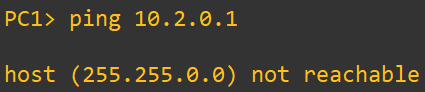 PC1> ping 10.2.0.1
host (255.255.0.0) not reachable